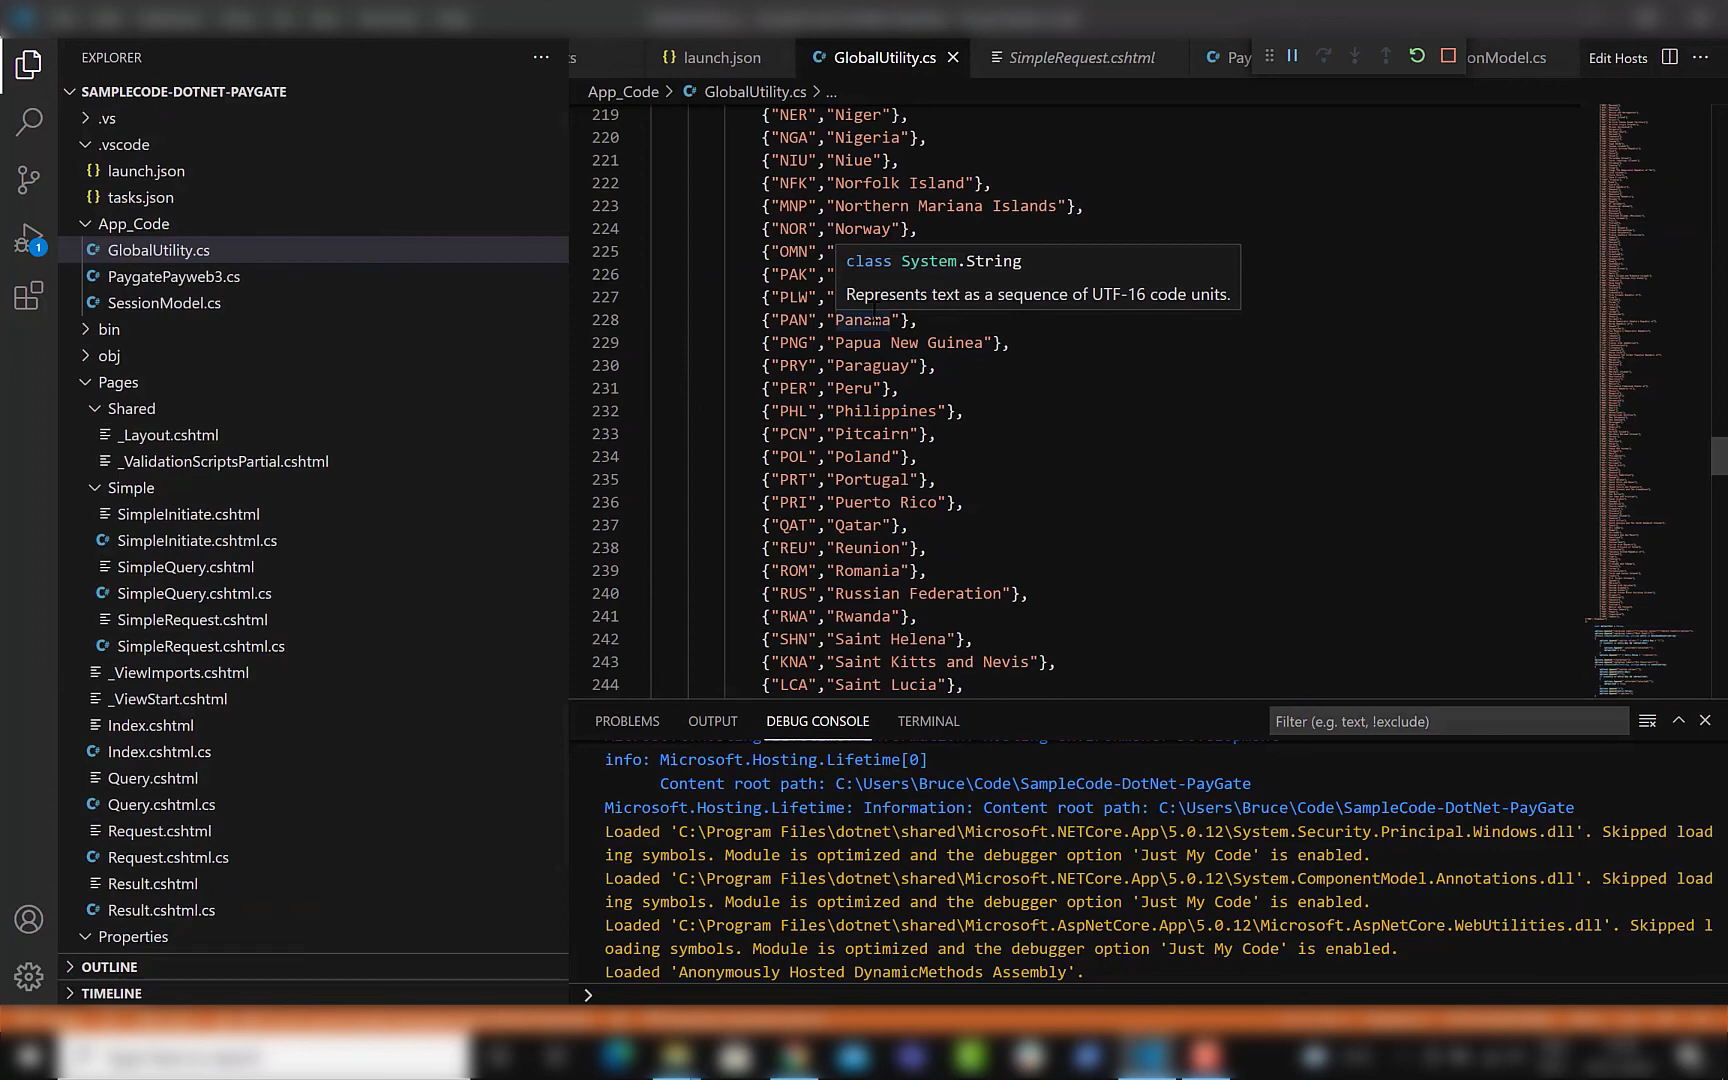 EXPLORER
SAMPLECODE-DOTNET-PAYGATE
.vs
.vscode
{} launch.json
{} tasks.json
App_Code
GlobalUtility.cs
PaygatePayweb3.cs
SessionModel.cs
bin
obj
Pages
Shared
_Layout.cshtml
_ValidationScriptsPartial.cshtml
Simple
SimpleInitiate.cshtml
SimpleInitiate.cshtml.cs
SimpleQuery.cshtml
SimpleQuery.cshtml.cs
SimpleRequest.cshtml
SimpleRequest.cshtml.cs
_ViewImports.cshtml
_ViewStart.cshtml
Index.cshtml
Index.cshtml.cs
Query.cshtml
Query.cshtml.cs
Request.cshtml
Request.cshtml.cs
Result.cshtml
Result.cshtml.cs
Properties
OUTLINE
TIMELINE
1
{} launch.json
GlobalUtility.cs
SimpleRequest.cshtml
Pay
onModel.cs
Edit Hosts
App_Code > GlobalUtility.cs > ...
219 {"NER","Niger"},
220 {"NGA","Nigeria"},
221 {"NIU","Niue"},
222 {"NFK","Norfolk Island"},
223 {"MNP","Northern Mariana Islands"},
224 {"NOR","Norway"},
225 {"OMN","
226 {"PAK","
227 {"PLW","
class System.String
Represents text as a sequence of UTF-16 code units.
228 {"PAN","Panama"},
229 {"PNG","Papua New Guinea"},
230 {"PRY","Paraguay"},
231 {"PER","Peru"},
232 {"PHL","Philippines"},
233 {"PCN","Pitcairn"},
234 {"POL","Poland"},
235 {"PRT","Portugal"},
236 {"PRI","Puerto Rico"},
237 {"QAT","Qatar"},
238 {"REU","Reunion"},
239 {"ROM","Romania"},
240 {"RUS","Russian Federation"},
241 {"RWA","Rwanda"},
242 {"SHN","Saint Helena"},
243 {"KNA","Saint Kitts and Nevis"},
244 {"LCA","Saint Lucia"},
PROBLEMS OUTPUT DEBUG CONSOLE TERMINAL
Filter (e.g. text, !exclude)
info: Microsoft.Hosting.Lifetime[0]
Content root path: C:\Users\Bruce\Code\SampleCode-DotNet-PayGate
Microsoft.Hosting.Lifetime: Information: Content root path: C:\Users\Bruce\Code\SampleCode-DotNet-PayGate
Loaded 'C:\Program Files\dotnet\shared\Microsoft.NETCore.App\5.0.12\System.Security.Principal.Windows.dll'. Skipped load
ing symbols. Module is optimized and the debugger option 'Just My Code' is enabled.
Loaded 'C:\Program Files\dotnet\shared\Microsoft.NETCore.App\5.0.12\System.ComponentModel.Annotations.dll'. Skipped load
ing symbols. Module is optimized and the debugger option 'Just My Code' is enabled.
Loaded 'C:\Program Files\dotnet\shared\Microsoft.AspNetCore.App\5.0.12\Microsoft.AspNetCore.WebUtilities.dll'. Skipped l
oading symbols. Module is optimized and the debugger option 'Just My Code' is enabled.
Loaded 'Anonymously Hosted DynamicMethods Assembly'.